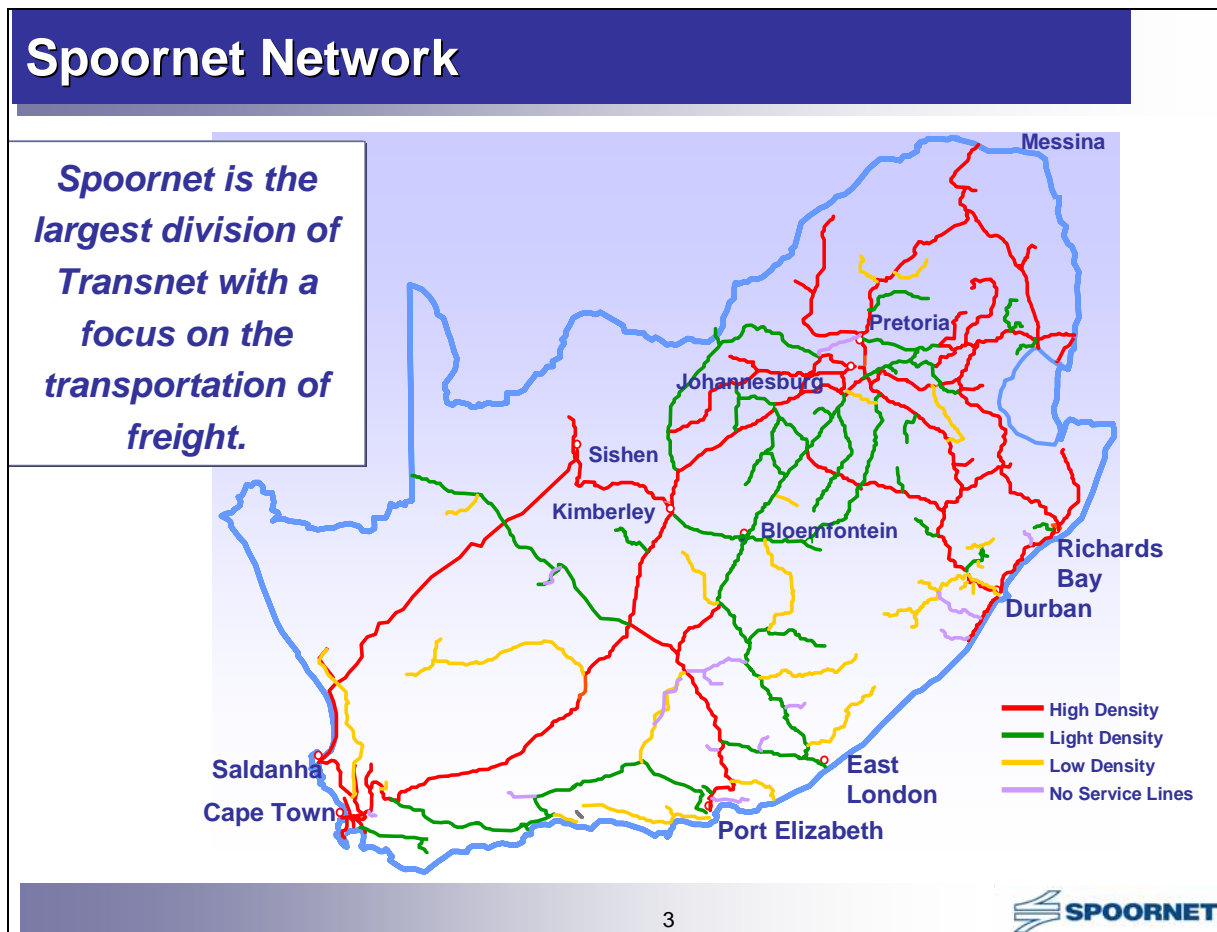 Spoornet Network
Spoornet is the
largest division of
Transnet with a
focus on the
transportation of
freight.
Messina
Pretoria
Johannesburg
Sishen
Kimberley
Bloemfontein
Richards
Bay
Durban
High Density
Light Density
Low Density
No Service Lines
Saldanha
East
London
Cape Town
Port Elizabeth
3
SPOORNET